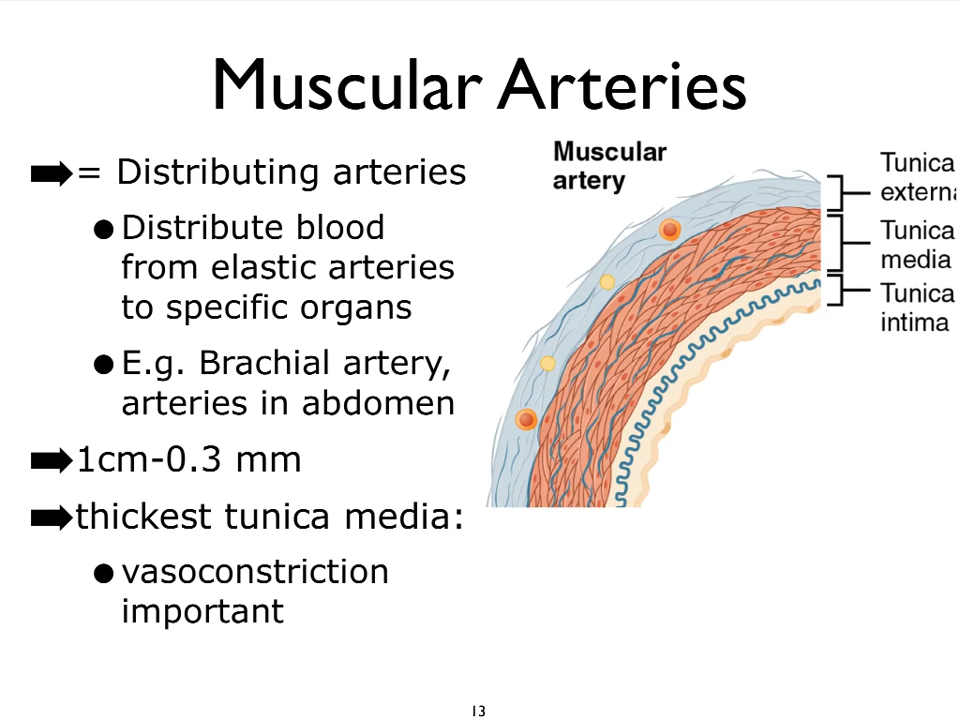 Muscular Arteries
= Distributing arteries
Distribute blood
from elastic arteries
to specific organs
E.g. Brachial artery,
arteries in abdomen
1cm-0.3 mm
thickest tunica media:
vasoconstriction
important
Muscular
artery
Tunica
externa
Tunica
media
Tunica
intima
13